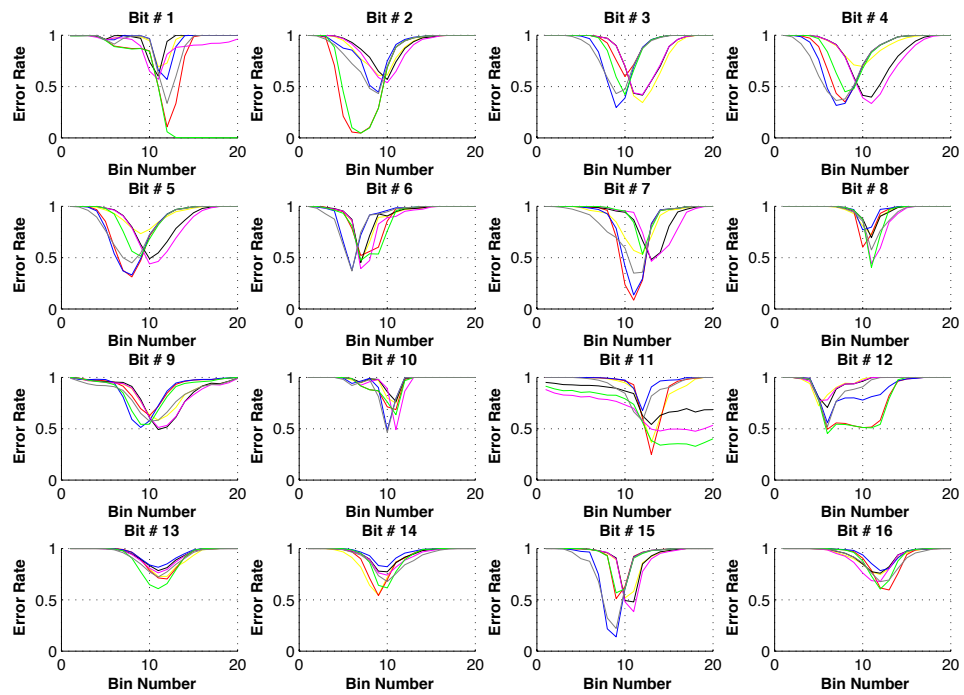 Bit # 1
Bit # 2
Bit # 3
Bit # 4
Error Rate
1
0.5
0
0
10
20
Bin Number
Error Rate
1
0.5
0
0
10
20
Bin Number
Error Rate
1
0.5
0
0
10
20
Bin Number
Error Rate
1
0.5
0
0
10
20
Bin Number
Bit # 5
Bit # 6
Bit # 7
Bit # 8
Error Rate
1
0.5
0
0
10
20
Bin Number
Error Rate
1
0.5
0
0
10
20
Bin Number
Error Rate
1
0.5
0
0
10
20
Bin Number
Error Rate
1
0.5
0
0
10
20
Bin Number
Bit # 9
Bit # 10
Bit # 11
Bit # 12
Error Rate
1
0.5
0
0
10
20
Bin Number
Error Rate
1
0.5
0
0
10
20
Bin Number
Error Rate
1
0.5
0
0
10
20
Bin Number
Error Rate
1
0.5
0
0
10
20
Bin Number
Bit # 13
Bit # 14
Bit # 15
Bit # 16
Error Rate
1
0.5
0
0
10
20
Bin Number
Error Rate
1
0.5
0
0
10
20
Bin Number
Error Rate
1
0.5
0
0
10
20
Bin Number
Error Rate
1
0.5
0
0
10
20
Bin Number